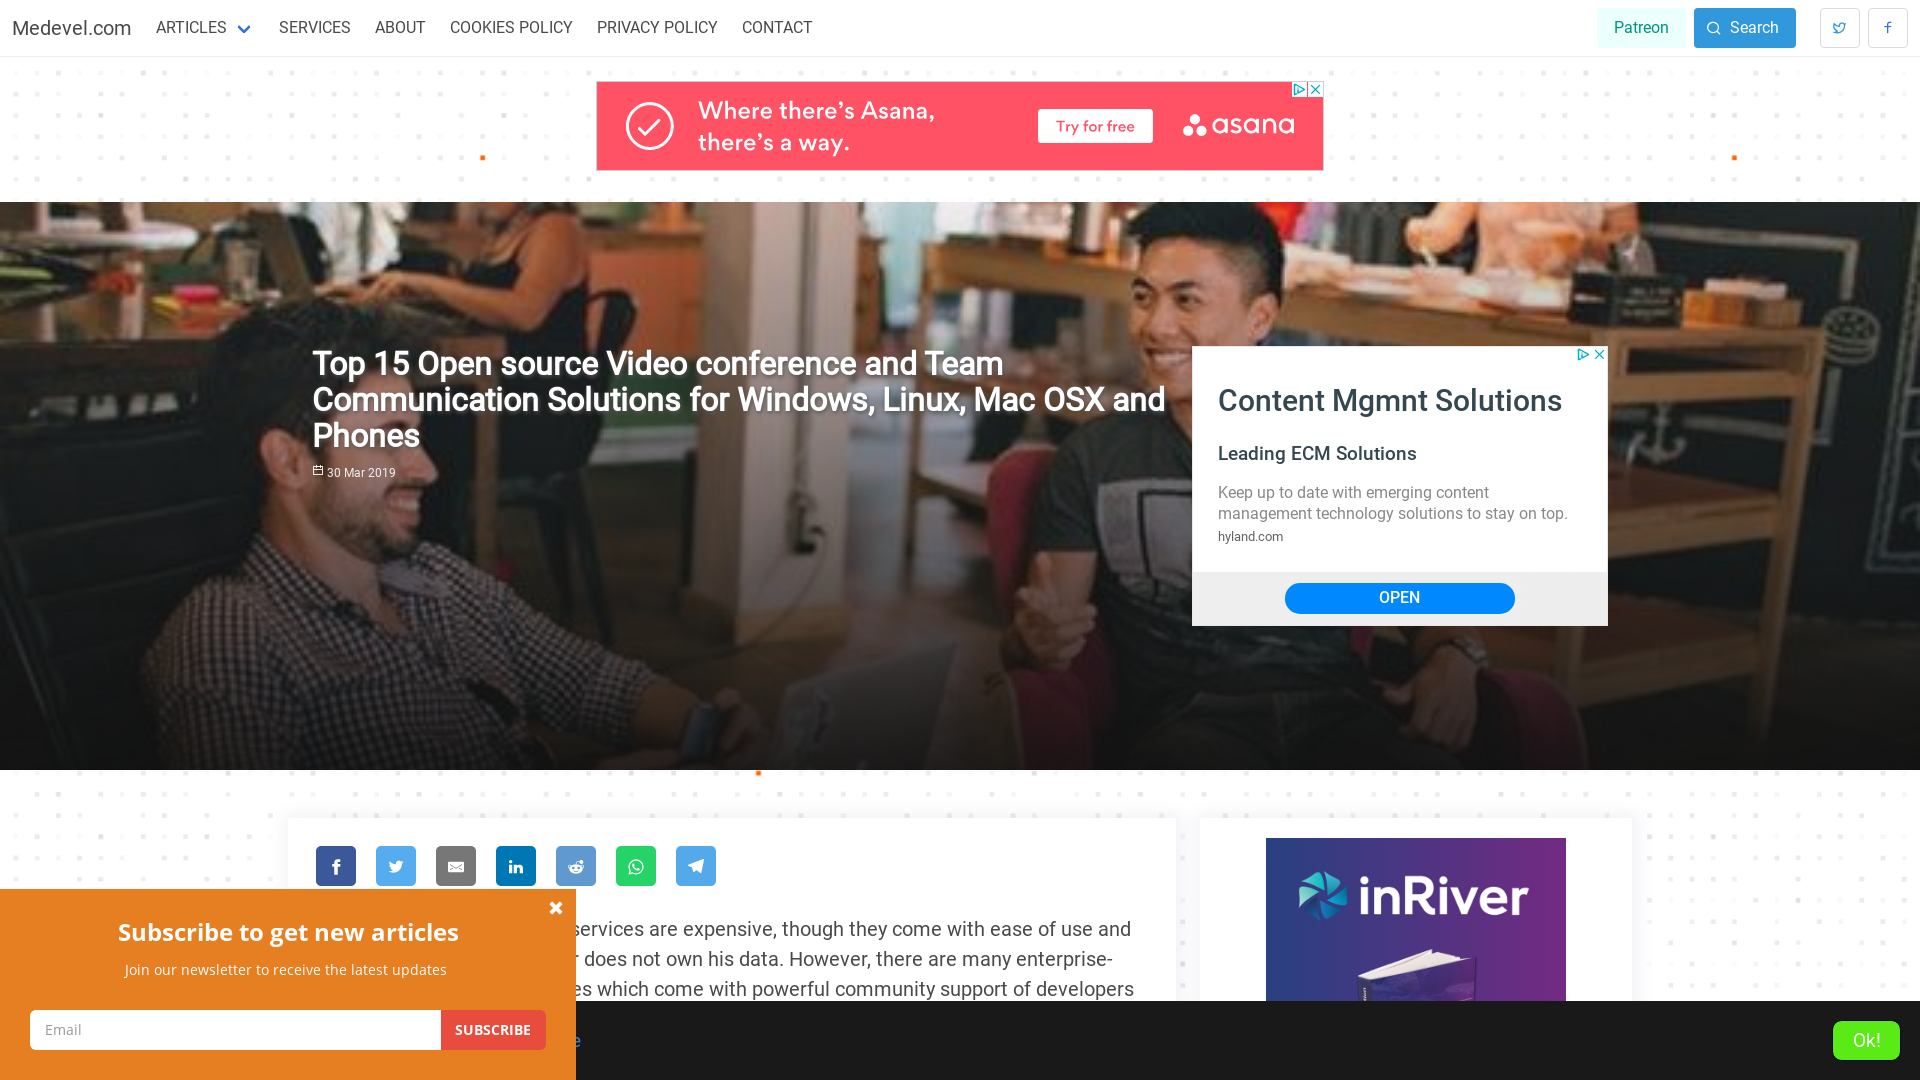 Medevel.com
ARTICLES
SERVICES
ABOUT
COOKIES POLICY
PRIVACY POLICY
CONTACT
Patreon
Search
Where there's Asana,
there's a way.
Try for free
asana
Top 15 Open source Video conference and Team
Communication Solutions for Windows, Linux, Mac OSX and
Phones
30 Mar 2019
Content Mgmnt Solutions
Leading ECM Solutions
Keep up to date with emerging content
management technology solutions to stay on top.
hyland.com
OPEN
inRiver
services are expensive, though they come with ease of use and
does not own his data. However, there are many enterprise-
which come with powerful community support of developers
Subscribe to get new articles
Join our newsletter to receive the latest updates
Email
SUBSCRIBE
Ok!